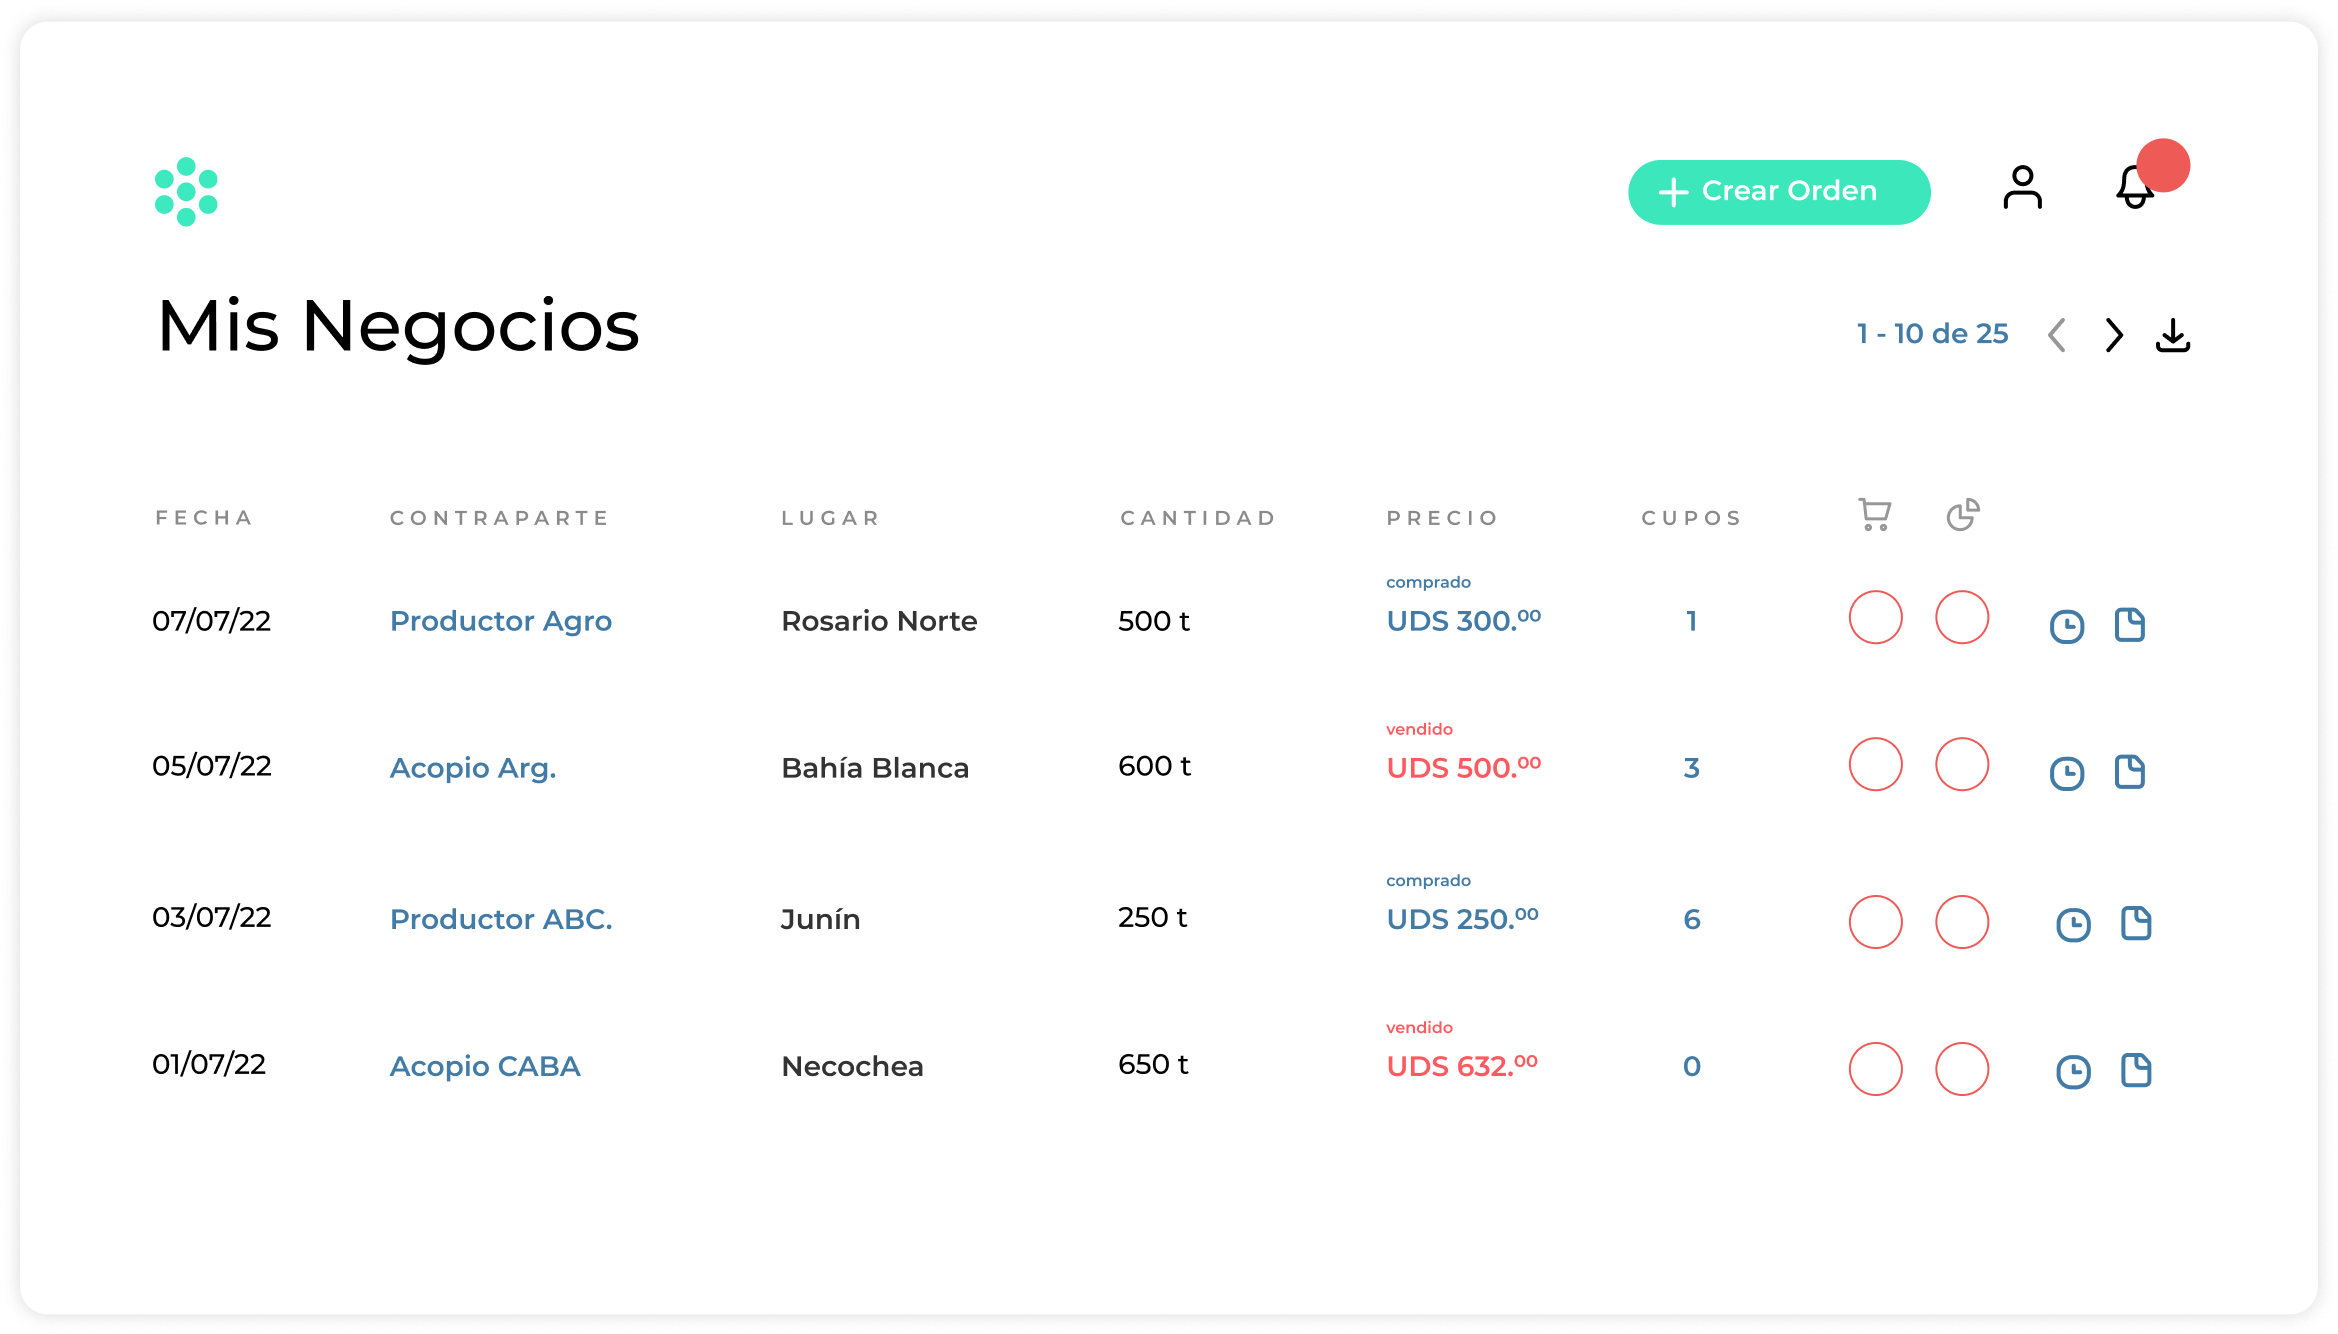 Crear Orden
Mis Negocios
1 - 10 de 25
FECHA CONTRAPARTE LUGAR CANTIDAD PRECIO CUPOS
comprado
07/07/22 Productor Agro Rosario Norte 500 t UDS 300.00 1
vendido
05/07/22 Acopio Arg. Bahía Blanca 600 t UDS 500.00 3
comprado
03/07/22 Productor ABC. Junín 250 t UDS 250.00 6
vendido
01/07/22 Acopio CABA Necochea 650 t UDS 632.00 0